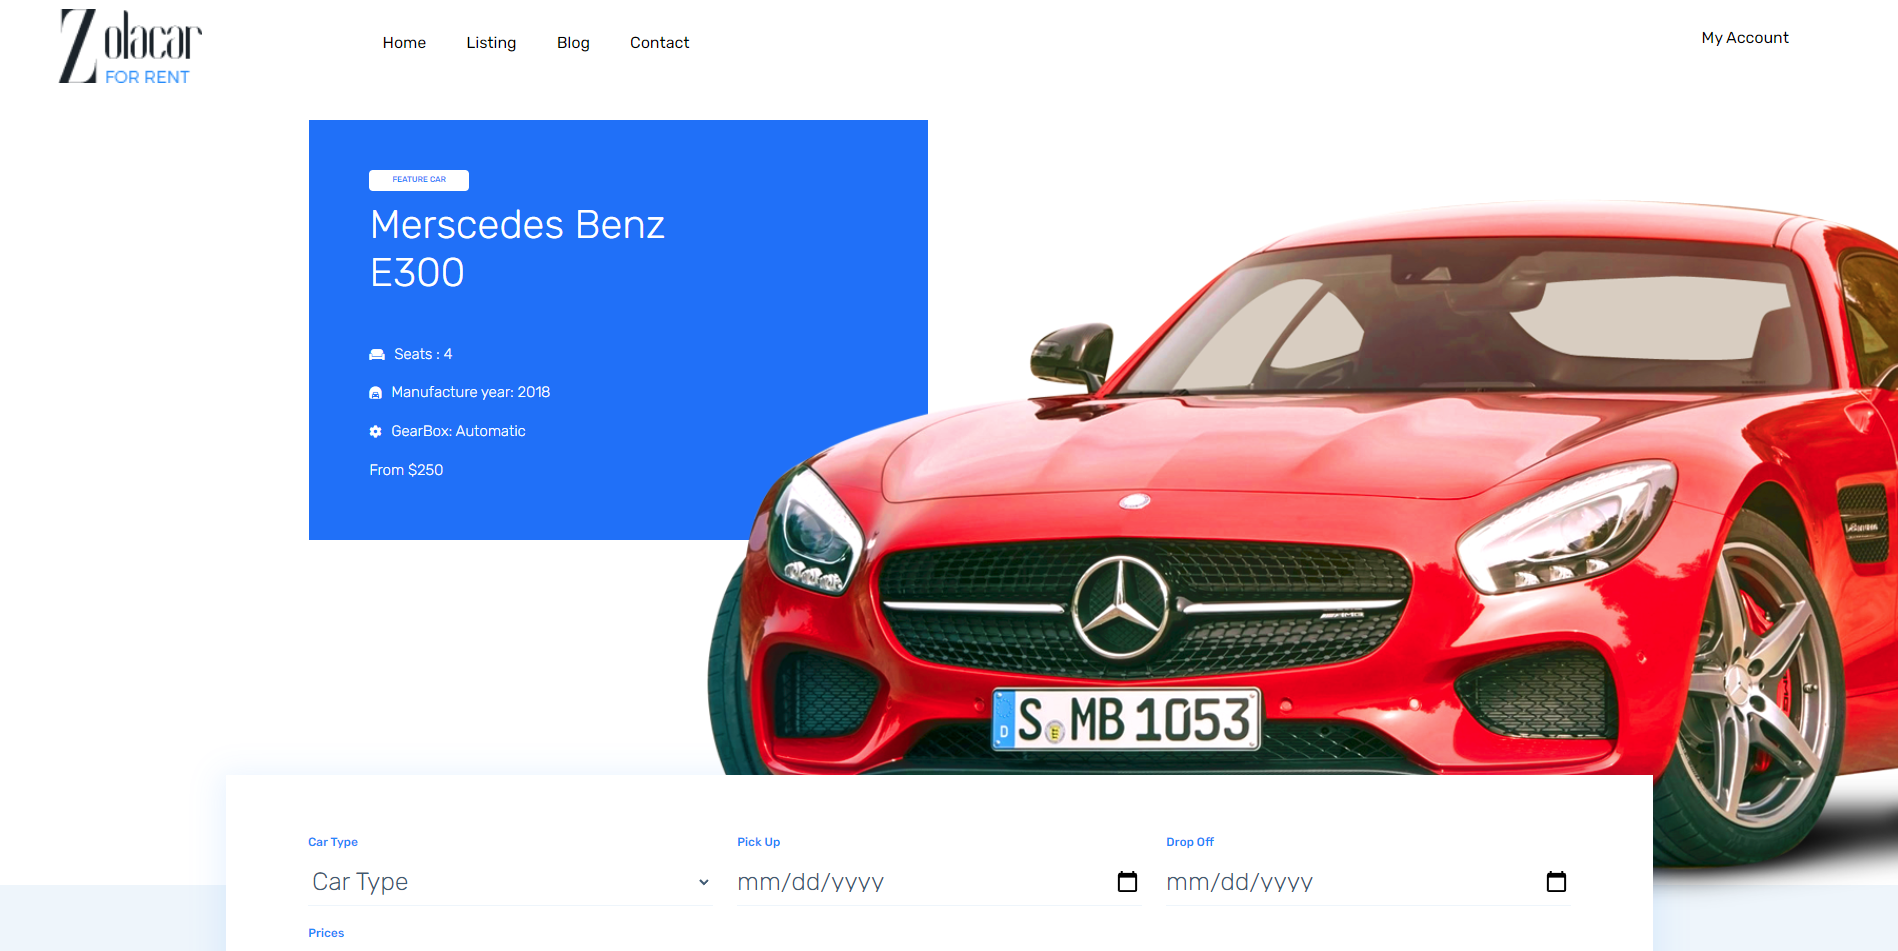 Zolacar
FOR RENT
Home Listing Blog Contact
My Account
FEATURE CAR
Merscedes Benz
E300
Seats : 4
Manufacture year: 2018
GearBox: Automatic
From $250
AMG
S MB 1053
D
Car Type
Car Type
Pick Up
mm/dd/yyyy
Drop Off
mm/dd/yyyy
Prices